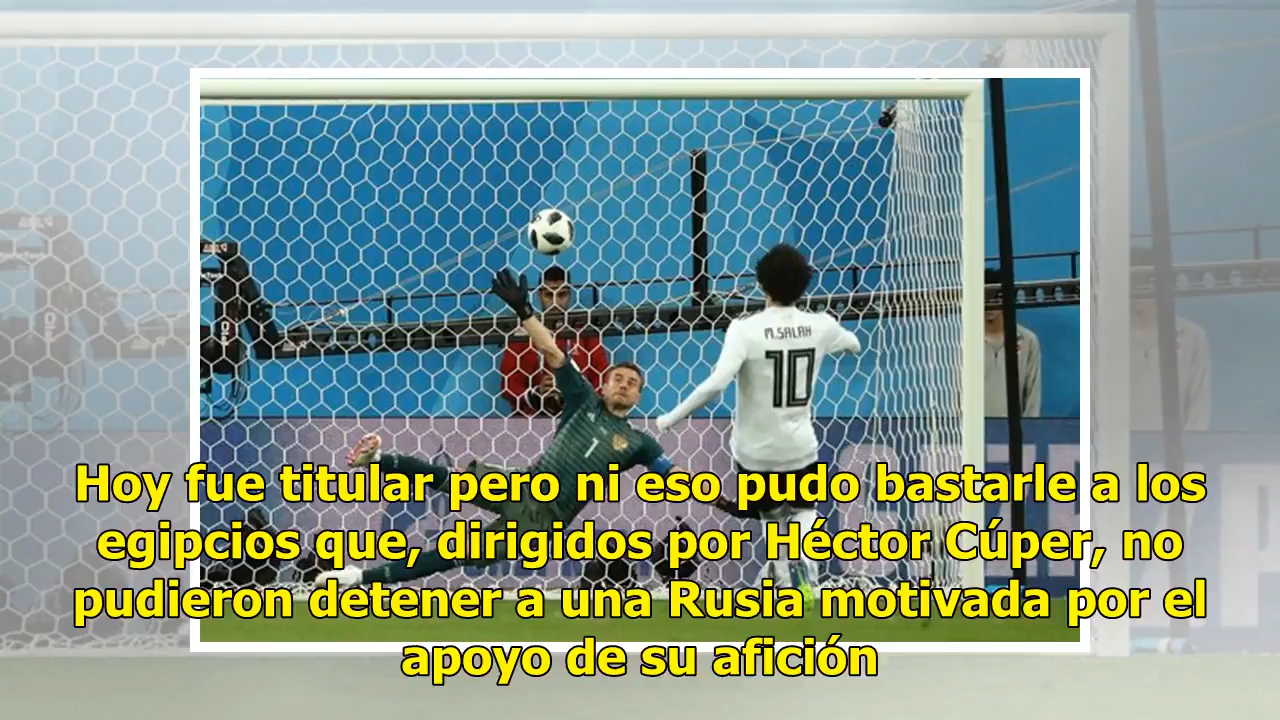 M.SALAH
10
1
Hoy fue titular pero ni eso pudo bastarle a los
egipcios que, dirigidos por Héctor Cúper, no
pudieron detener a una Rusia motivada por el
apoyo de su afición